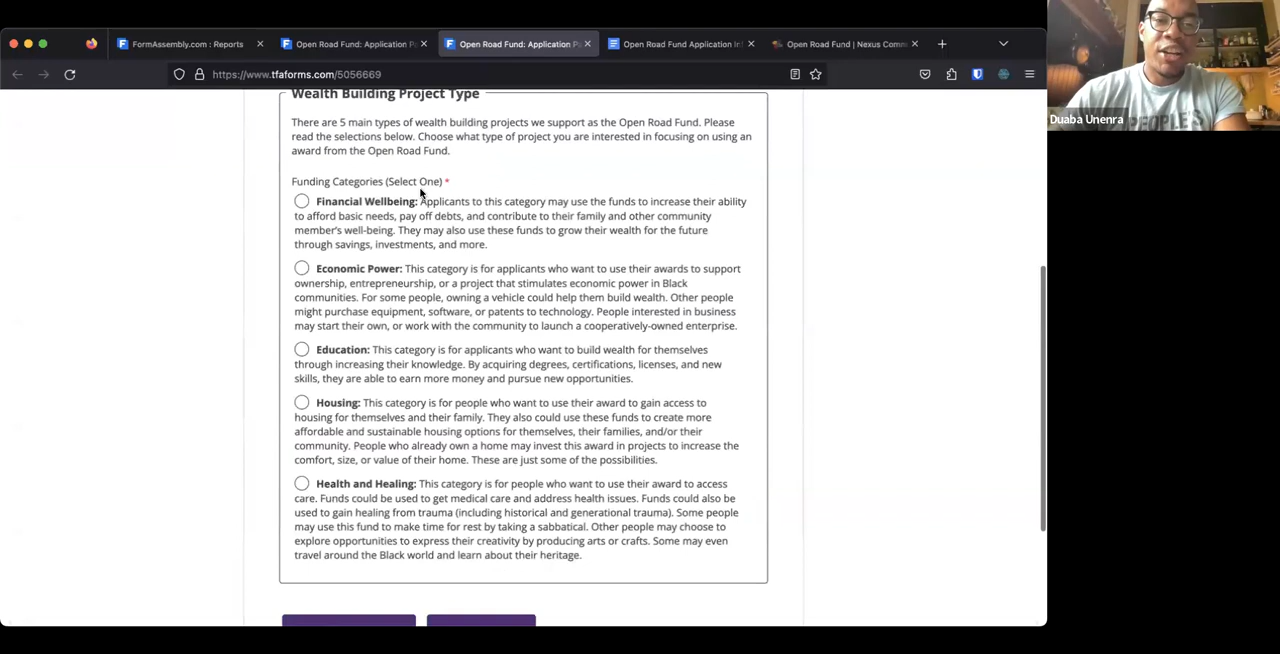 FormAssembly.com : Reports
Open Road Fund: Application P
Open Road Fund: Application P
Open Road Fund Application In
Open Road Fund | Nexus Comm
https://www.tfaforms.com/5056669
Duaba Unenra
PEOPLE'S
Wealth Building Project Type
There are 5 main types of wealth building projects we support as the Open Road Fund. Please
read the selections below. Choose what type of project you are interested in focusing on using an
award from the Open Road Fund.
Funding Categories (Select One) *
Financial Wellbeing: Applicants to this category may use the funds to increase their ability
to afford basic needs, pay off debts, and contribute to their family and other community
member's well-being. They may also use these funds to grow their wealth for the future
through savings, investments, and more.
Economic Power: This category is for applicants who want to use their awards to support
ownership, entrepreneurship, or a project that stimulates economic power in Black
communities. For some people, owning a vehicle could help them build wealth. Other people
might purchase equipment, software, or patents to technology. People interested in business
may start their own, or work with the community to launch a cooperatively-owned enterprise.
Education: This category is for applicants who want to build wealth for themselves
through increasing their knowledge. By acquiring degrees, certifications, licenses, and new
skills, they are able to earn more money and pursue new opportunities.
Housing: This category is for people who want to use their award to gain access to
housing for themselves and their family. They also could use these funds to create more
affordable and sustainable housing options for themselves, their families, and/or their
community. People who already own a home may invest this award in projects to increase the
comfort, size, or value of their home. These are just some of the possibilities.
Health and Healing: This category is for people who want to use their award to access
care. Funds could be used to get medical care and address health issues. Funds could also be
used to gain healing from trauma (including historical and generational trauma). Some people
may use this fund to make time for rest by taking a sabbatical. Other people may choose to
explore opportunities to express their creativity by producing arts or crafts. Some may even
travel around the Black world and learn about their heritage.